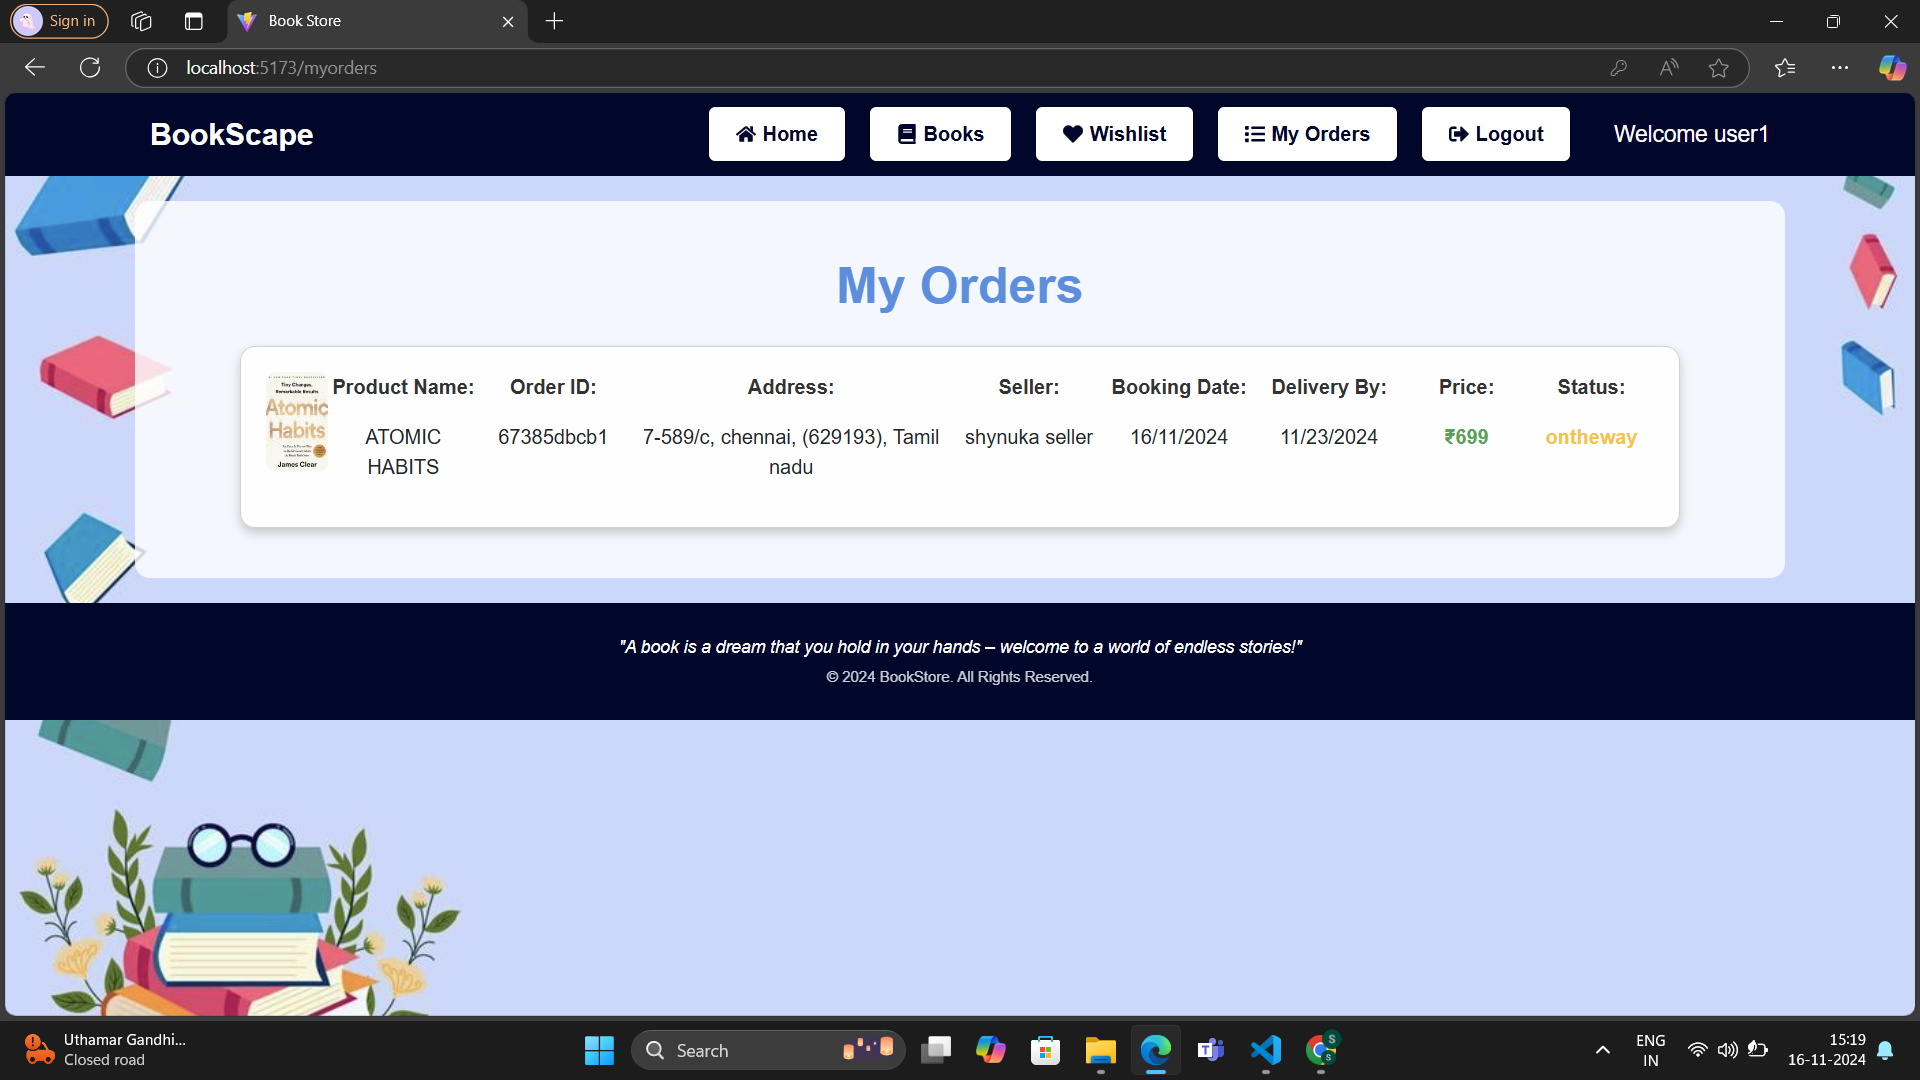 Sign in
Book Store
localhost:5173/myorders
BookScape
Home
Books
Wishlist
My Orders
Logout
Welcome user1
My Orders
Tiny Changes,
Remarkable Results
Atomic
Habits
James Clear
Product Name:
ATOMIC
HABITS
Order ID:
67385dbcb1
Address:
7-589/c, chennai, (629193), Tamil
nadu
Seller:
shynuka seller
Booking Date:
16/11/2024
Delivery By:
11/23/2024
Price:
₹699
Status:
ontheway
"A book is a dream that you hold in your hands – welcome to a world of endless stories!"
© 2024 BookStore. All Rights Reserved.
Uthamar Gandhi...
Closed road
Search
ENG
IN
15:19
16-11-2024